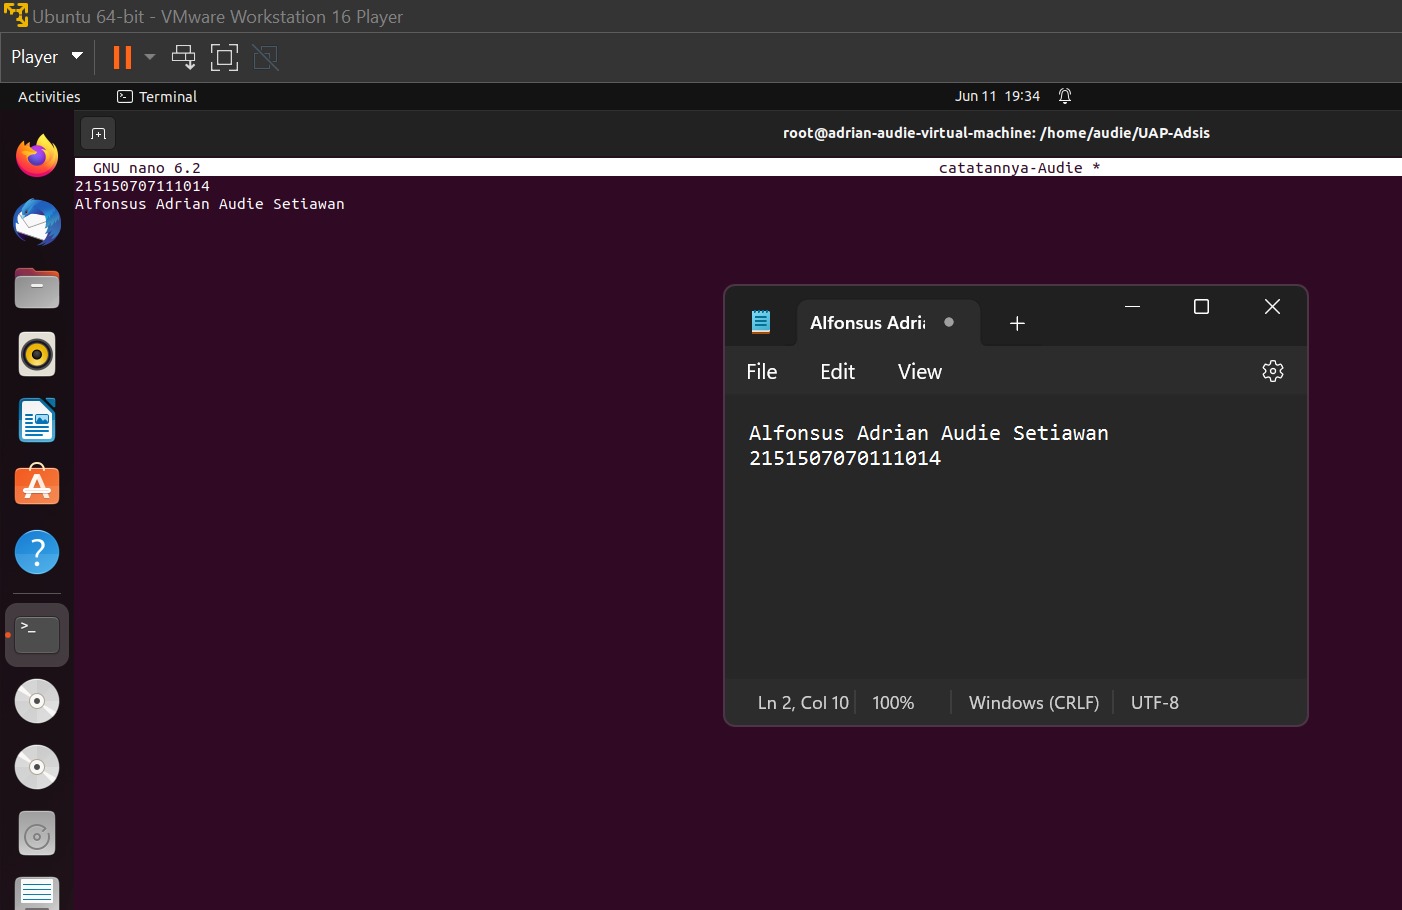 Ubuntu 64-bit - VMware Workstation 16 Player
Player
Activities
Terminal
Jun 11 19:34
root@adrian-audie-virtual-machine: /home/audie/UAP-Adsis
GNU nano 6.2
catatannya-Audie *
215150707111014
Alfonsus Adrian Audie Setiawan
Alfonsus Adri
File
Edit
View
Alfonsus Adrian Audie Setiawan
2151507070111014
Ln 2, Col 10
100%
Windows (CRLF)
UTF-8